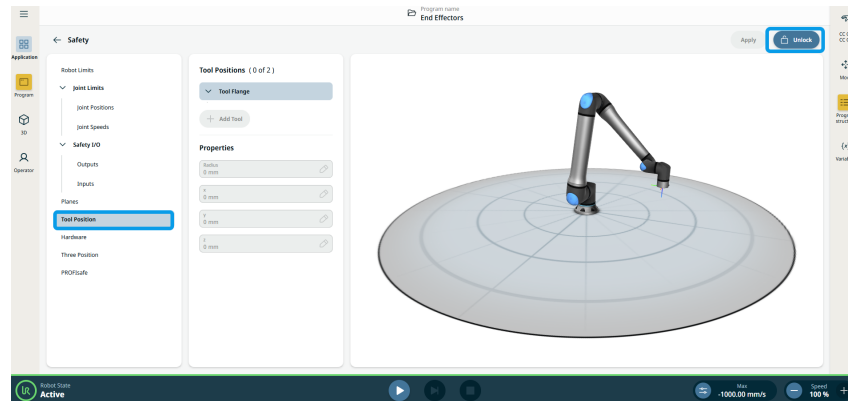 Program name
End Effectors
Safety
Apply
Unlock
Application
Program
3D
Operator
Robot Limits
Joint Limits
Joint Positions
Joint Speeds
Safety I/O
Outputs
Inputs
Planes
Tool Position
Hardware
Three Position
PROFIsafe
Tool Positions ( 0 of 2 )
Tool Flange
Add Tool
Properties
Radius
0 mm
0 mm
0 mm
0 mm
Robot State
Active
Max
-1000.00 mm/s
Speed
100 %